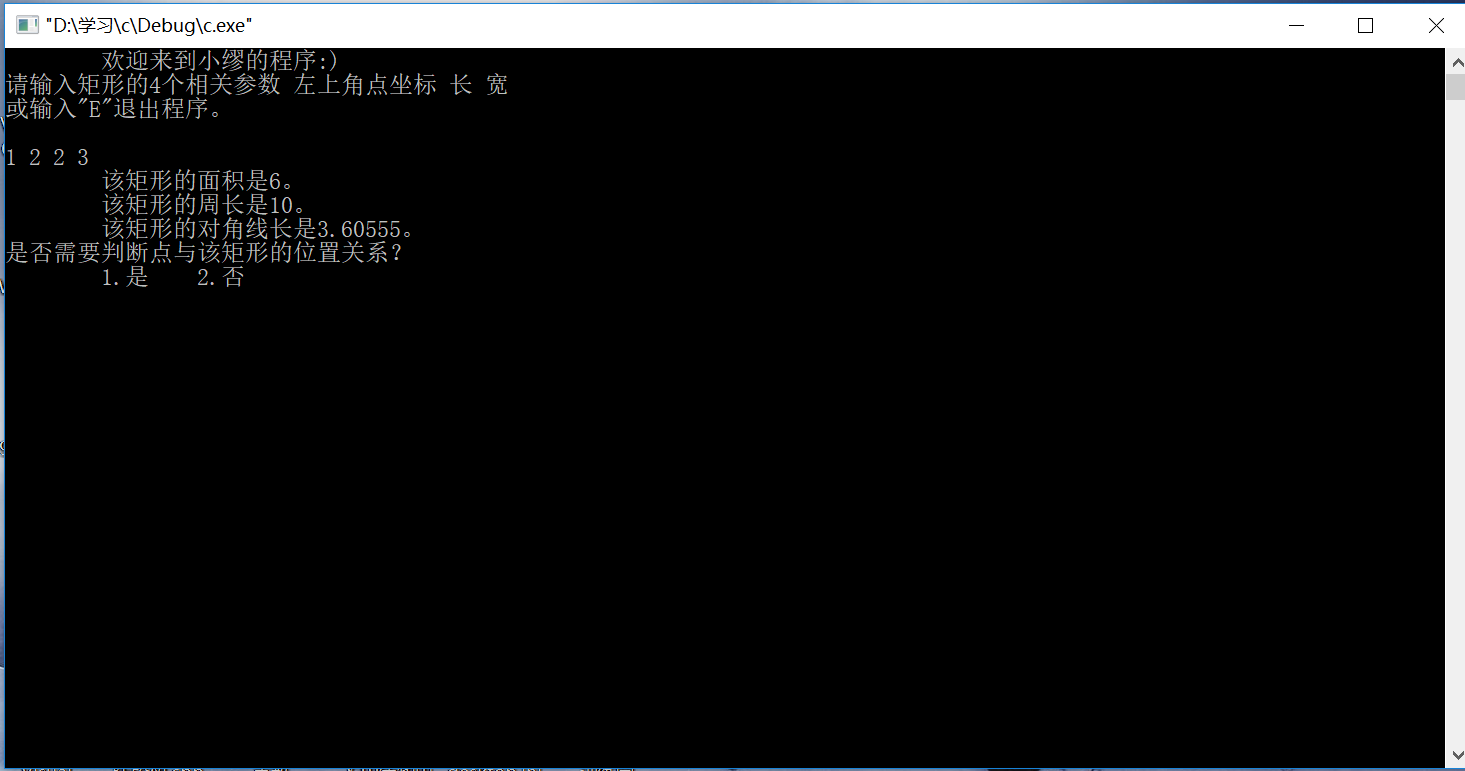 "D:\学习\c\Debug\c.exe"
欢迎来到小缪的程序:)
请输入矩形的4个相关参数 左上角点坐标 长 宽
或输入"E"退出程序。
1 2 2 3
该矩形的面积是6。
该矩形的周长是10。
该矩形的对角线长是3.60555。
是否需要判断点与该矩形的位置关系?
1.是 2.否